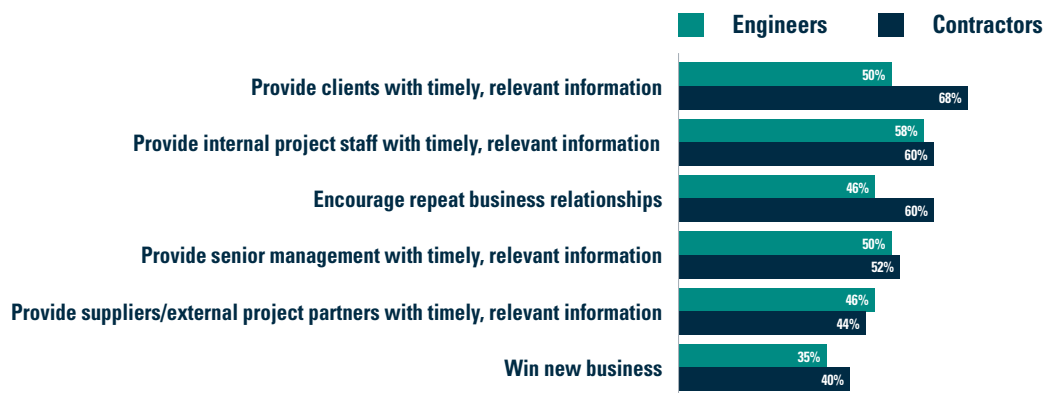 Engineers Contractors
Provide clients with timely, relevant information
50%
68%
Provide internal project staff with timely, relevant information
58%
60%
Encourage repeat business relationships
46%
60%
Provide senior management with timely, relevant information
50%
52%
Provide suppliers/external project partners with timely, relevant information
46%
44%
Win new business
35%
40%